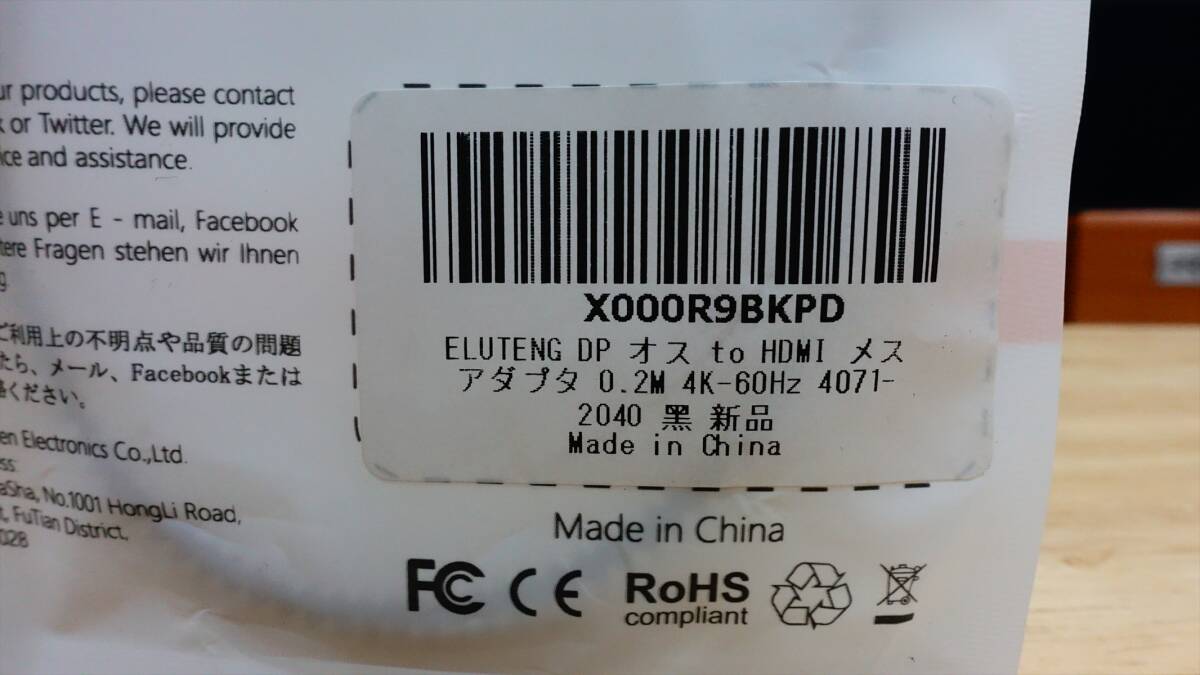 ur products, please contact
or Twitter. We will provide
ice and assistance.
uns per E - mail, Facebook
tere Fragen stehen wir Ihnen
g
ご利用上の不明点や品質の問題
たら、メール、Facebookまたは
ください。
en Electronics Co.,Ltd.
ss
aSha, No.1001 HongLi Road,
t, FuTian District,
028
X000R9BKPD
ELUTENG DP オス to HDMI メス
アダプタ 0.2M 4K-60Hz 4071-
2040 黑 新品
Made in China
Made in China
FCC CE RoHS
compliant